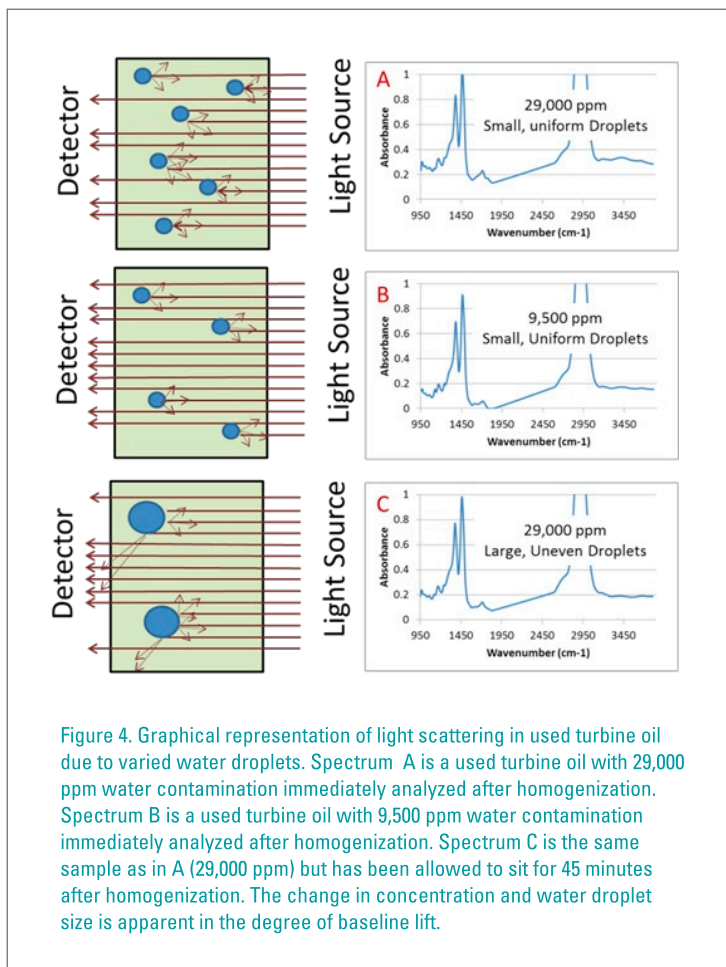 Detector
Light Source
A
1
0.8
0.6
0.4
0.2
0
Absorbance
29,000 ppm
Small, uniform Droplets
950 1450 1950 2450 2950 3450
Wavenumber (cm-1)
Detector
Light Source
B
1
0.8
0.6
0.4
0.2
0
Absorbance
9,500 ppm
Small, Uniform Droplets
950 1450 1950 2450 2950 3450
Wavenumber (cm-1)
Detector
Light Source
C
1
0.8
0.6
0.4
0.2
0
Absorbance
29,000 ppm
Large, Uneven Droplets
950 1450 1950 2450 2950 3450
Wavenumber (cm-1)
Figure 4. Graphical representation of light scattering in used turbine oil
due to varied water droplets. Spectrum A is a used turbine oil with 29,000
ppm water contamination immediately analyzed after homogenization.
Spectrum B is a used turbine oil with 9,500 ppm water contamination
immediately analyzed after homogenization. Spectrum C is the same
sample as in A (29,000 ppm) but has been allowed to sit for 45 minutes
after homogenization. The change in concentration and water droplet
size is apparent in the degree of baseline lift.